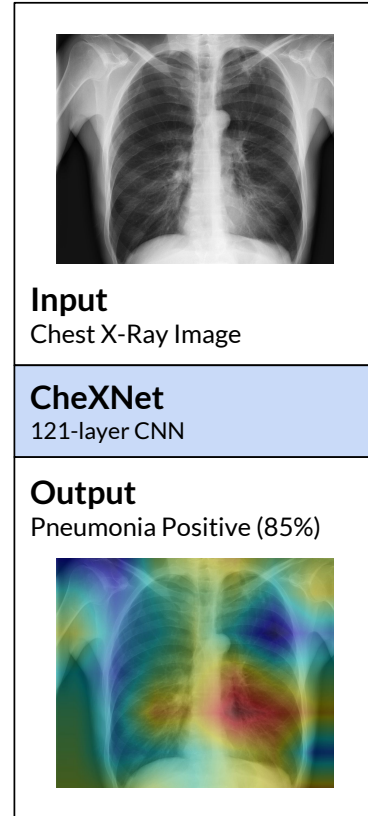 Input
Chest X-Ray Image
CheXNet
121-layer CNN
Output
Pneumonia Positive (85%)